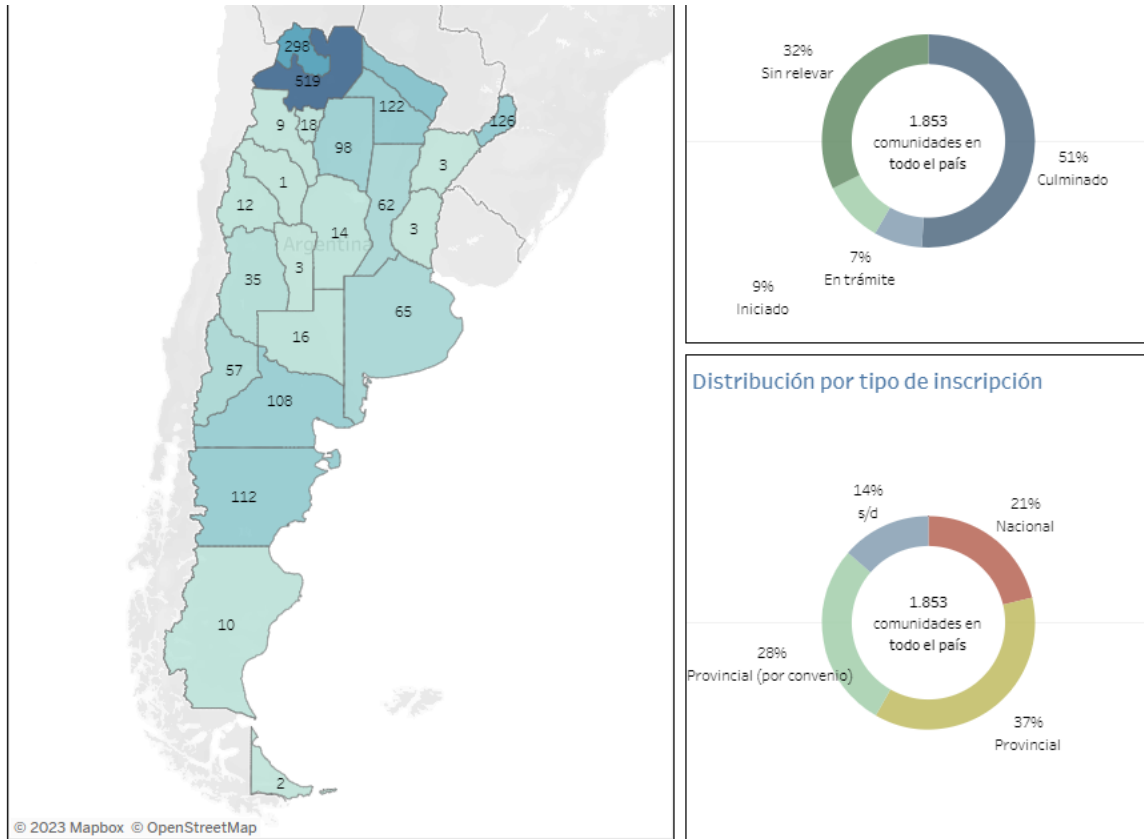 298
519
122
126
9
18
98
3
1
12
62
14
3
Argentina
35
3
65
16
57
108
112
10
2
© 2023 Mapbox © OpenStreetMap
32%
Sin relevar
1.853
comunidades en
todo el país
51%
Culminado
7%
En trámite
9%
Iniciado
Distribución por tipo de inscripción
14%
s/d
21%
Nacional
1.853
comunidades en
todo el país
28%
Provincial (por convenio)
37%
Provincial